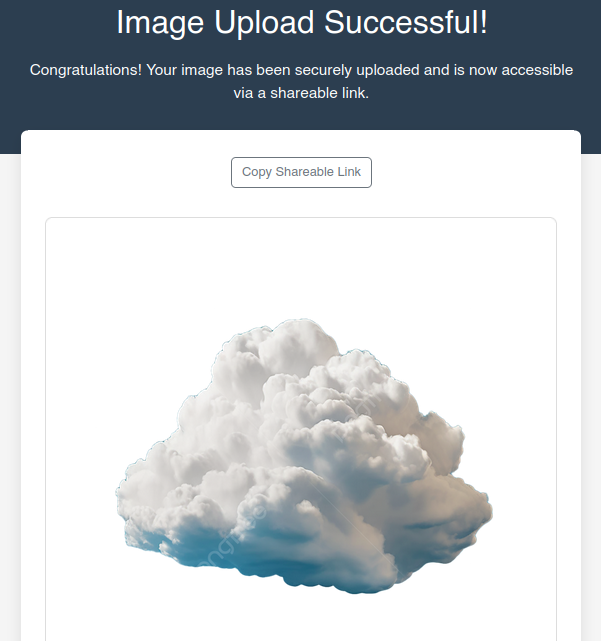 Image Upload Successful!
Congratulations! Your image has been securely uploaded and is now accessible
via a shareable link.
Copy Shareable Link